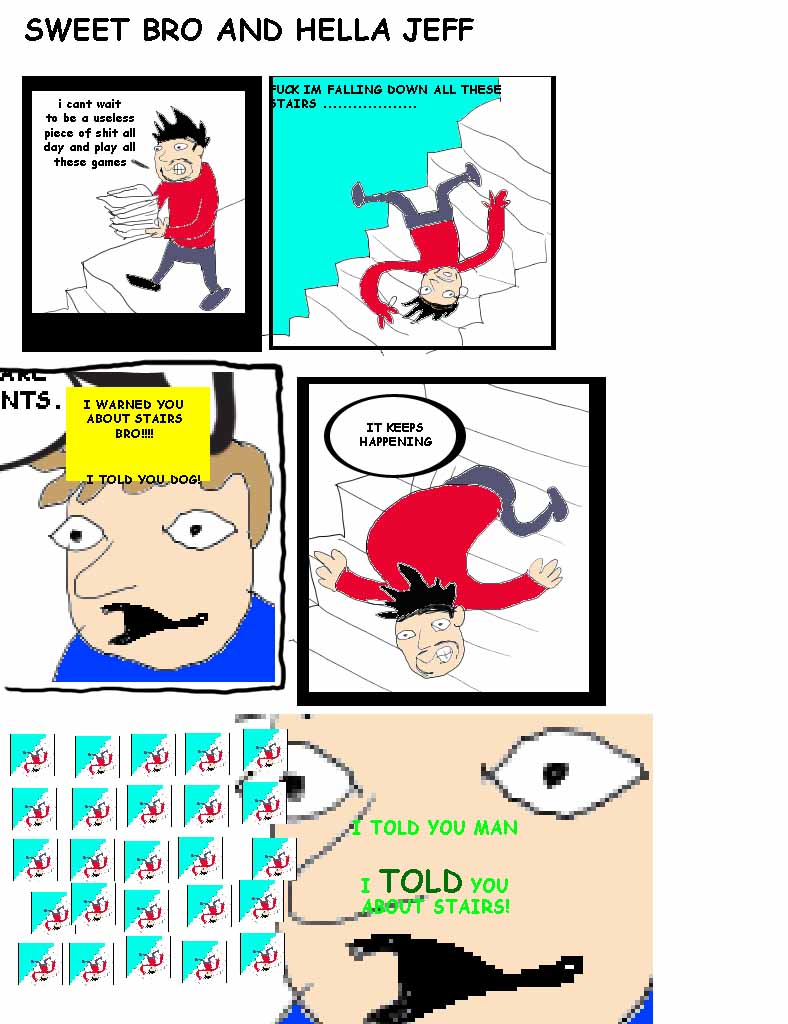 SWEET BRO AND HELLA JEFF
i cant wait
to be a useless
piece of shit all
day and play all
these games
FUCK IM FALLING DOWN ALL THESE
STAIRS ...................
NTS.
I WARNED YOU
ABOUT STAIRS
BRO!!!!
I TOLD YOU DOG!
IT KEEPS
HAPPENING
I TOLD YOU MAN
I TOLD YOU
ABOUT STAIRS!